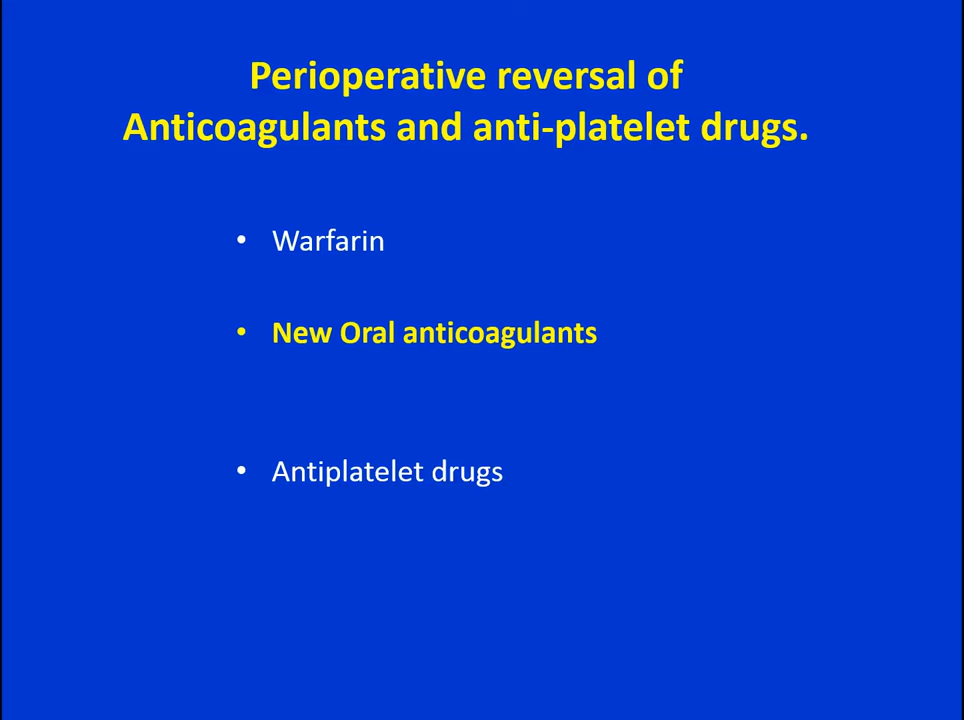 Perioperative reversal of
Anticoagulants and anti-platelet drugs.
• Warfarin
• New Oral anticoagulants
• Antiplatelet drugs